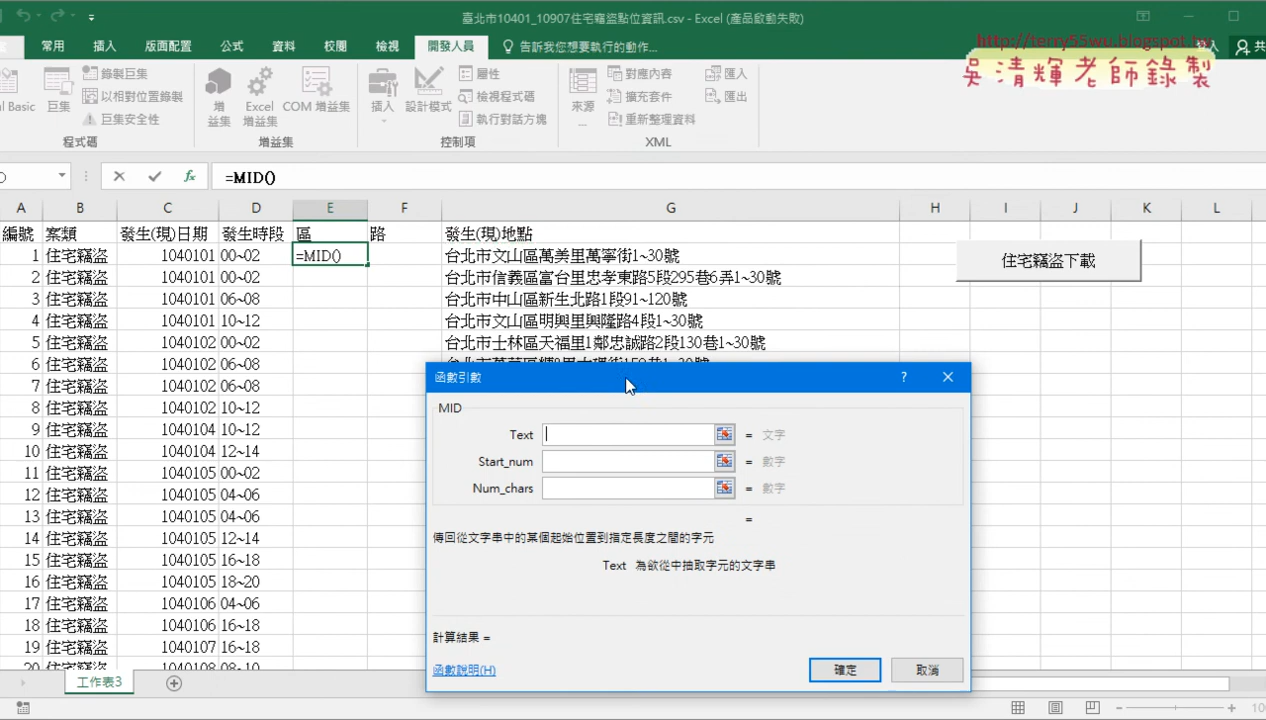 臺北市10401_10907住宅竊盜點位資訊.csv - Excel (產品啟動失敗)
常用 插入 版面配置 公式 資料 校閱 檢視 開發人員 告訴我您想要執行的動作... 登入 共
http://terry55wu.blogspot.tw
吳清輝老師錄製
錄製巨集 屬性 對應內容 匯入
以相對位置錄製 檢視程式碼 擴充套件 匯出
al Basic 巨集 巨集安全性 增益集 Excel 增益集 COM 增益集 插入 設計模式 執行對話方塊 來源 重新整理資料
程式碼 增益集 控制項 XML
=MID()
A B C D E F G H I J K L
編號 案類 發生(現)日期 發生時段 區 路 發生(現)地點
1 住宅竊盜 1040101 00~02 =MID() 台北市文山區萬美里萬寧街1~30號
住宅竊盜下載
2 住宅竊盜 1040101 00~02 台北市信義區富台里忠孝東路5段295巷6弄1~30號
3 住宅竊盜 1040101 06~08 台北市中山區新生北路1段91~120號
4 住宅竊盜 1040101 10~12 台北市文山區明興里興隆路4段1~30號
5 住宅竊盜 1040102 00~02 台北市士林區天福里1鄰忠誠路2段130巷1~30號
6 住宅竊盜 1040102 06~08
7 住宅竊盜 1040102 06~08
8 住宅竊盜 1040102 10~12
9 住宅竊盜 1040104 10~12
10 住宅竊盜 1040104 12~14
11 住宅竊盜 1040105 00~02
12 住宅竊盜 1040105 04~06
13 住宅竊盜 1040105 04~06
14 住宅竊盜 1040105 12~14
15 住宅竊盜 1040105 16~18
16 住宅竊盜 1040105 18~20
17 住宅竊盜 1040106 04~06
18 住宅竊盜 1040106 16~18
19 住宅竊盜 1040107 16~18
20 住宅竊盜 1040108 08~10
函數引數 ?
MID
Text = 文字
Start_num = 數字
Num_chars = 數字
=
傳回從文字串中的某個起始位置到指定長度之間的字元
Text 為欲從中抽取字元的文字串
計算結果 =
函數說明(H) 確定 取消
工作表3
10